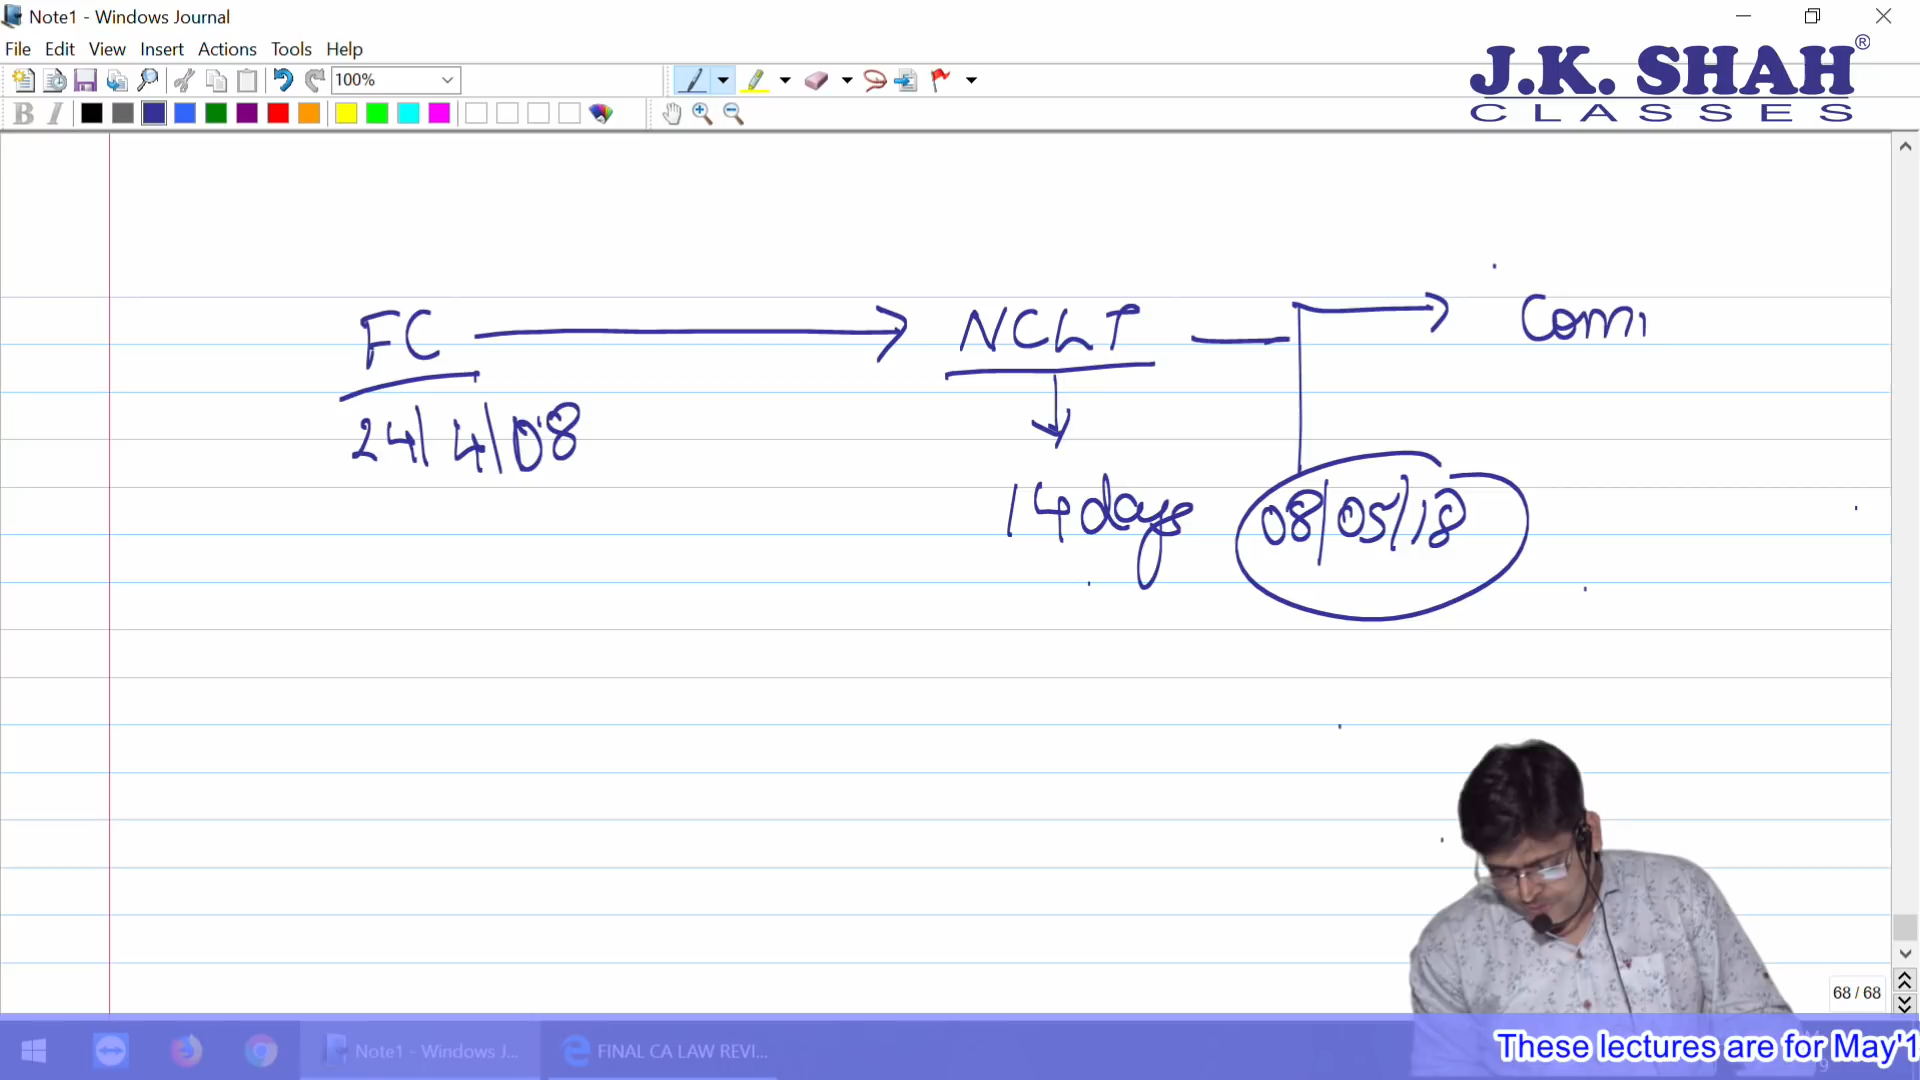 Note1 - Windows Journal
File Edit View Insert Actions Tools Help
J.K. SHAH®
CLASSES
100%
B I
FC NCLT Com
24/4/08
14 days 08/05/18
68 / 68
Note1 - Windows J... FINAL CA LAW REVI...
These lectures are for May'1